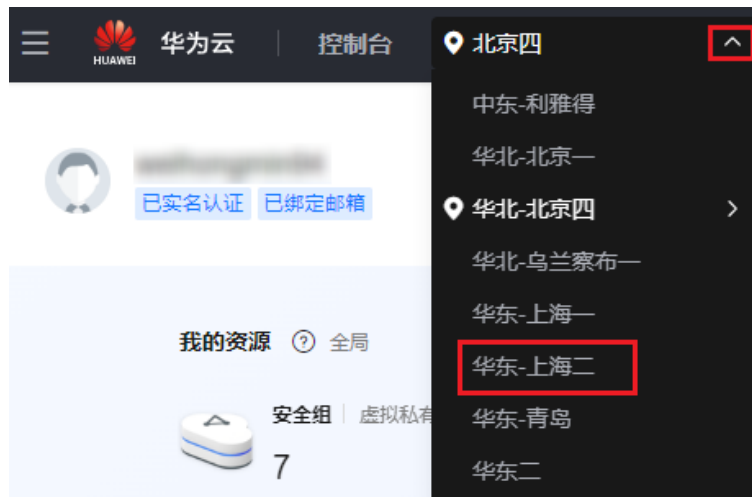 HUAWEI 华为云 控制台 北京四
中东-利雅得
华北-北京一
已实名认证 已绑定邮箱
华北-北京四
华北-乌兰察布一
华东-上海一
我的资源 ? 全局
华东-上海二
安全组 虚拟私有
华东-青岛
7
华东二